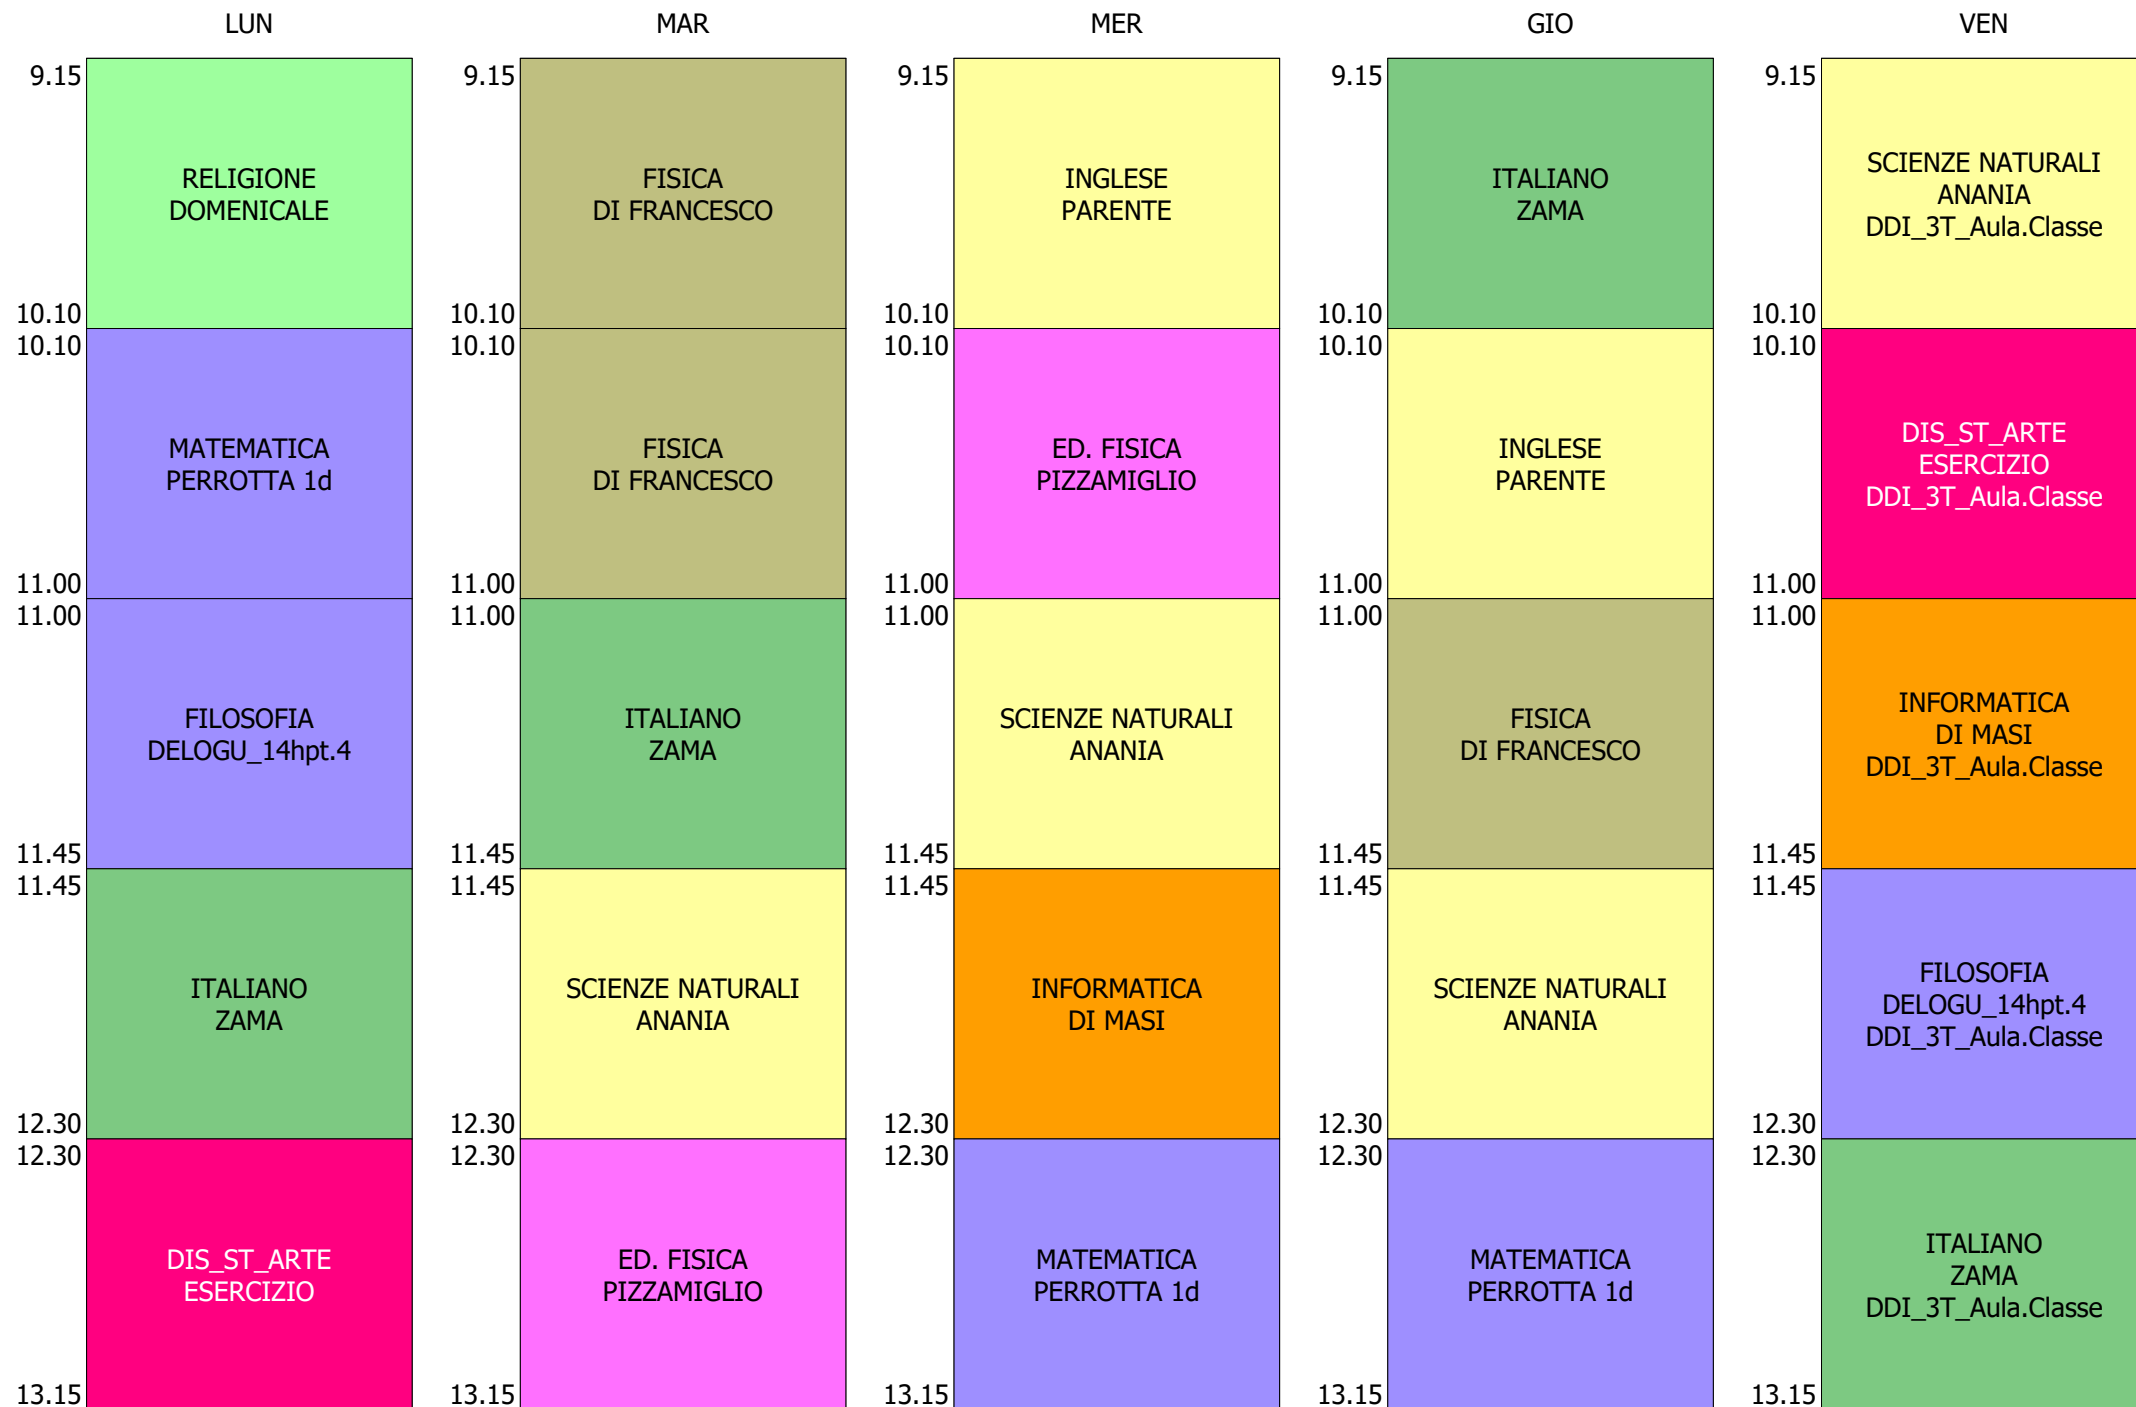 LUN
9.15
RELIGIONE
DOMENICALE
10.10
10.10
MATEMATICA
PERROTTA 1d
11.00
11.00
FILOSOFIA
DELOGU_14hpt.4
11.45
11.45
ITALIANO
ZAMA
12.30
12.30
DIS_ST_ARTE
ESERCIZIO
13.15
MAR
9.15
FISICA
DI FRANCESCO
10.10
10.10
FISICA
DI FRANCESCO
11.00
11.00
ITALIANO
ZAMA
11.45
11.45
SCIENZE NATURALI
ANANIA
12.30
12.30
ED. FISICA
PIZZAMIGLIO
13.15
MER
9.15
INGLESE
PARENTE
10.10
10.10
ED. FISICA
PIZZAMIGLIO
11.00
11.00
SCIENZE NATURALI
ANANIA
11.45
11.45
INFORMATICA
DI MASI
12.30
12.30
MATEMATICA
PERROTTA 1d
13.15
GIO
9.15
ITALIANO
ZAMA
10.10
10.10
INGLESE
PARENTE
11.00
11.00
FISICA
DI FRANCESCO
11.45
11.45
SCIENZE NATURALI
ANANIA
12.30
12.30
MATEMATICA
PERROTTA 1d
13.15
VEN
9.15
SCIENZE NATURALI
ANANIA
DDI_3T_Aula.Classe
10.10
10.10
DIS_ST_ARTE
ESERCIZIO
DDI_3T_Aula.Classe
11.00
11.00
INFORMATICA
DI MASI
DDI_3T_Aula.Classe
11.45
11.45
FILOSOFIA
DELOGU_14hpt.4
DDI_3T_Aula.Classe
12.30
12.30
ITALIANO
ZAMA
DDI_3T_Aula.Classe
13.15